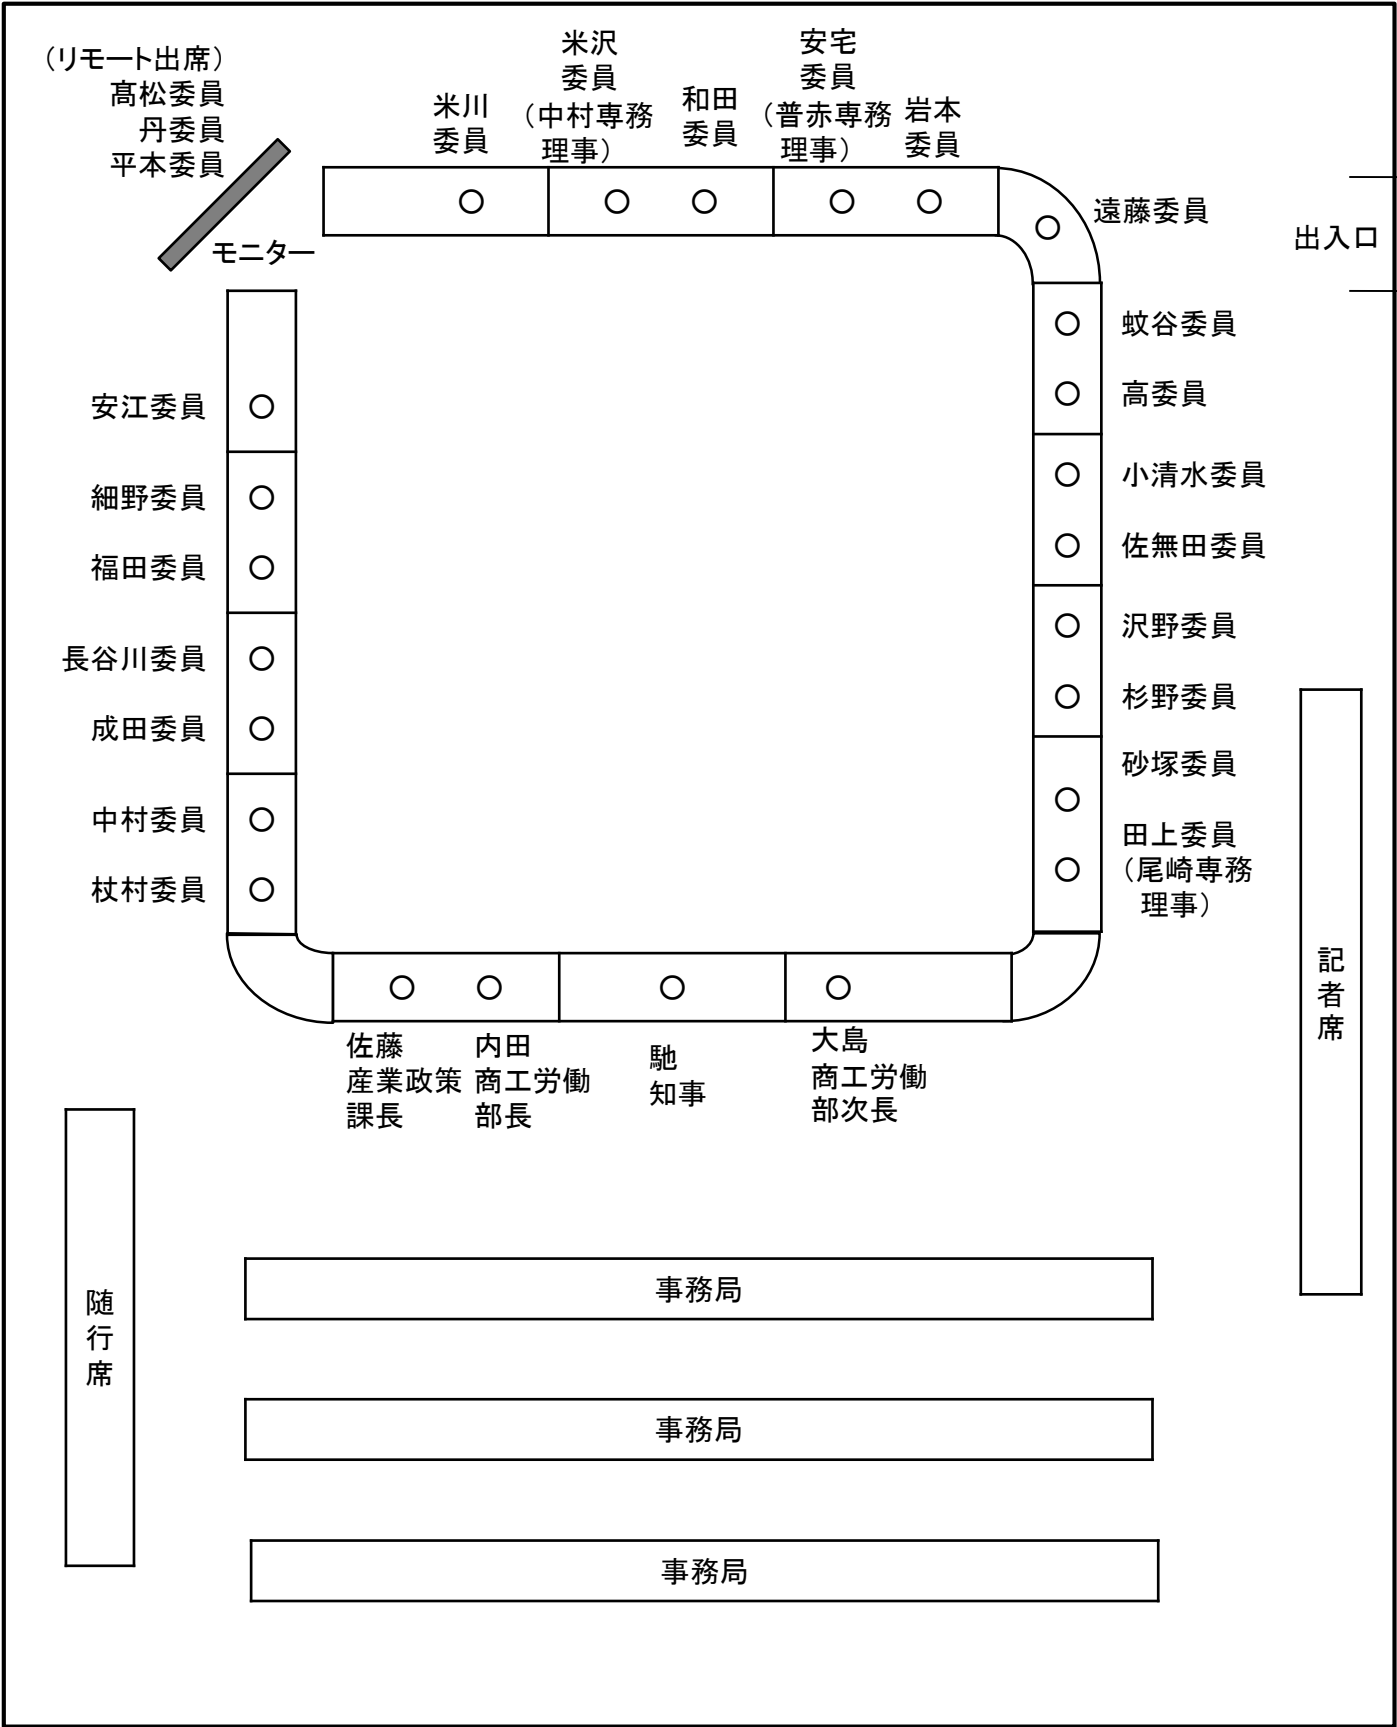 （リモート出席）
髙松委員
丹委員
平本委員
モニター
米川
委員
米沢
委員
（中村専務
理事）
和田
委員
安宅
委員
（普赤専務
理事）
岩本
委員
遠藤委員
出入口
蚊谷委員
高委員
小清水委員
佐無田委員
沢野委員
杉野委員
砂塚委員
田上委員
（尾崎専務
理事）
安江委員
細野委員
福田委員
長谷川委員
成田委員
中村委員
杖村委員
佐藤
産業政策
課長
内田
商工労働
部長
馳
知事
大島
商工労働
部次長
記者席
随行席
事務局
事務局
事務局